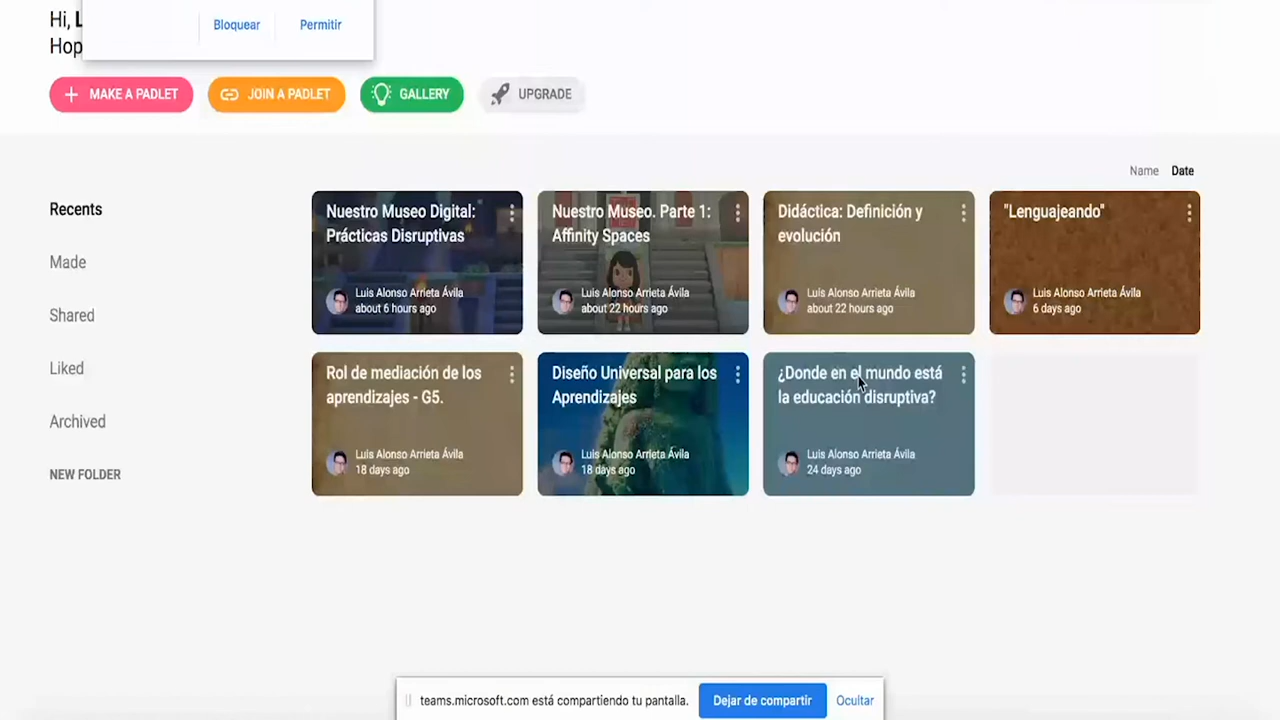 Hi, L
Bloquear Permitir
Hop
MAKE A PADLET JOIN A PADLET GALLERY UPGRADE
Name Date
Recents
Made
Shared
Liked
Archived
NEW FOLDER
Nuestro Museo Digital:
Prácticas Disruptivas
Luis Alonso Arrieta Ávila
about 6 hours ago
Nuestro Museo. Parte 1:
Affinity Spaces
Luis Alonso Arrieta Ávila
about 22 hours ago
Didáctica: Definición y
evolución
Luis Alonso Arrieta Ávila
about 22 hours ago
"Lenguajeando"
Luis Alonso Arrieta Ávila
6 days ago
Rol de mediación de los
aprendizajes - G5.
Luis Alonso Arrieta Ávila
18 days ago
Diseño Universal para los
Aprendizajes
Luis Alonso Arrieta Ávila
18 days ago
¿Donde en el mundo está
la educación disruptiva?
Luis Alonso Arrieta Ávila
24 days ago
teams.microsoft.com está compartiendo tu pantalla. Dejar de compartir Ocultar